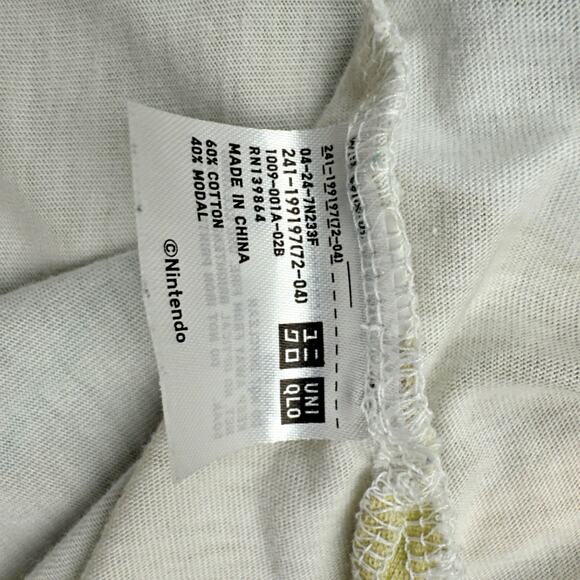 241-199197(72-04)
04-24-7N233F
241-199197(72-04)
1009-001A-02B
RN139864
MADE IN CHINA
60% COTTON
40% MODAL
©Nintendo
ユニ
クロ
UNI
QLO